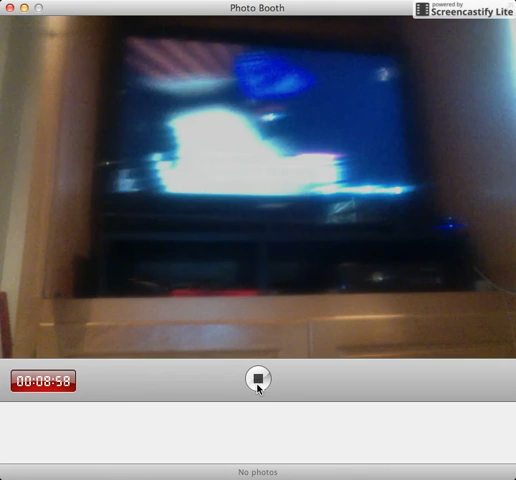 Photo Booth
powered by
Screencastify Lite
00:08:58
No photos